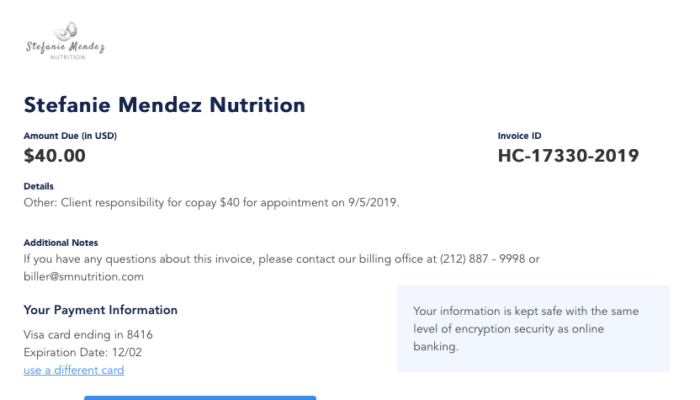 Stefanie Mendez
NUTRITION
Stefanie Mendez Nutrition
Amount Due (in USD)
$40.00
Invoice ID
HC-17330-2019
Details
Other: Client responsibility for copay $40 for appointment on 9/5/2019.
Additional Notes
If you have any questions about this invoice, please contact our billing office at (212) 887 - 9998 or
biller@smnutrition.com
Your Payment Information
Visa card ending in 8416
Expiration Date: 12/02
use a different card
Your information is kept safe with the same
level of encryption security as online
banking.